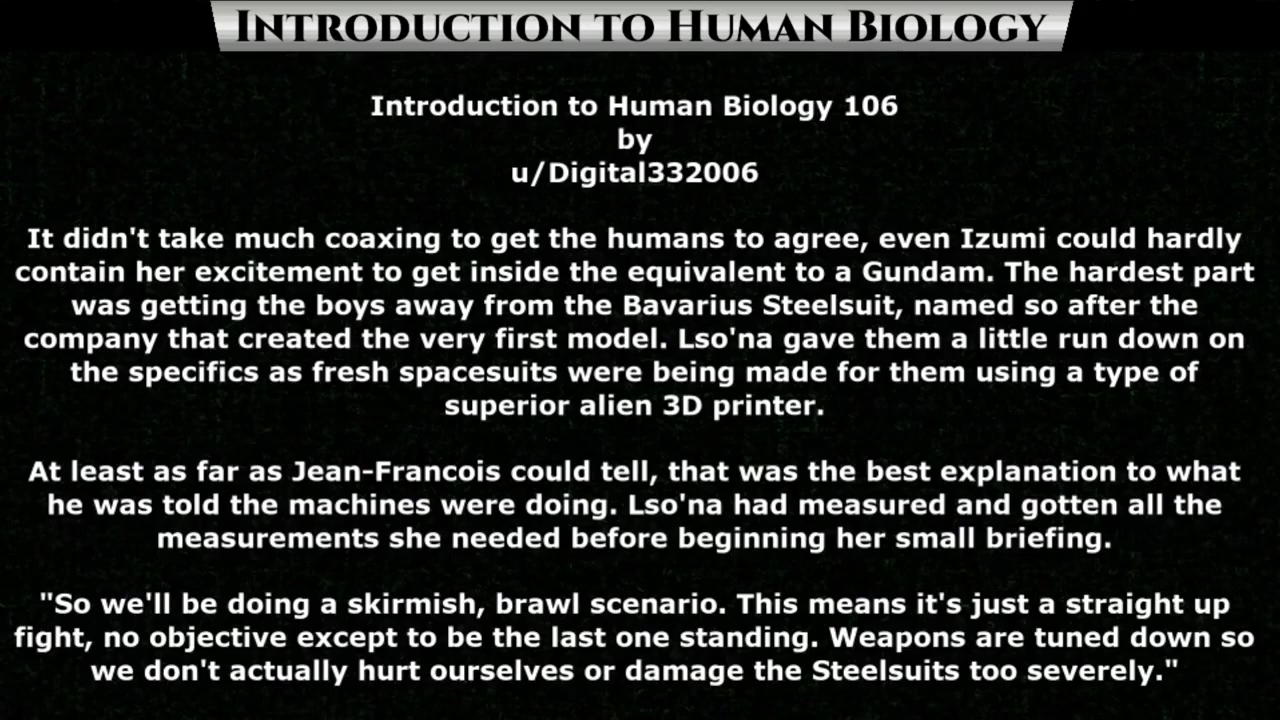 Introduction to Human Biology
Introduction to Human Biology 106
by
u/Digital332006
It didn't take much coaxing to get the humans to agree, even Izumi could hardly
contain her excitement to get inside the equivalent to a Gundam. The hardest part
was getting the boys away from the Bavarius Steelsuit, named so after the
company that created the very first model. Lso'na gave them a little run down on
the specifics as fresh spacesuits were being made for them using a type of
superior alien 3D printer.
At least as far as Jean-Francois could tell, that was the best explanation to what
he was told the machines were doing. Lso'na had measured and gotten all the
measurements she needed before beginning her small briefing.
"So we'll be doing a skirmish, brawl scenario. This means it's just a straight up
fight, no objective except to be the last one standing. Weapons are tuned down so
we don't actually hurt ourselves or damage the Steelsuits too severely."